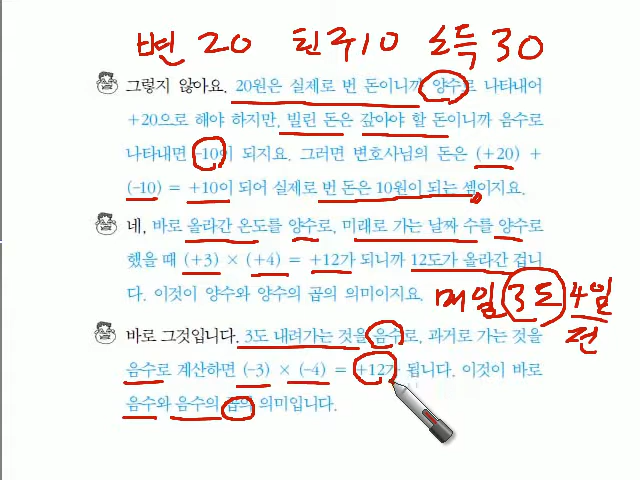 변 20 친구10 소득 30
그렇지 않아요. 20원은 실제로 번 돈이니까 양수로 나타내어
+20으로 해야 하지만, 빌린 돈은 갚아야 할 돈이니까 음수로
나타내면 -10이 되지요. 그러면 변호사님의 돈은 (+20) +
(-10) = +10이 되어 실제로 번 돈은 10원이 되는 셈이지요.
네, 바로 올라간 온도를 양수로, 미래로 가는 날짜 수를 양수로
했을 때 (+3) × (+4) = +12가 되니까 12도가 올라간 겁니
다. 이것이 양수와 양수의 곱의 의미이지요.
매일 3도 4일
전
바로 그것입니다. 3도 내려가는 것을 음수로, 과거로 가는 것을
음수로 계산하면 (-3) × (-4) = +12가 됩니다. 이것이 바로
음수와 음수의 곱의 의미입니다.